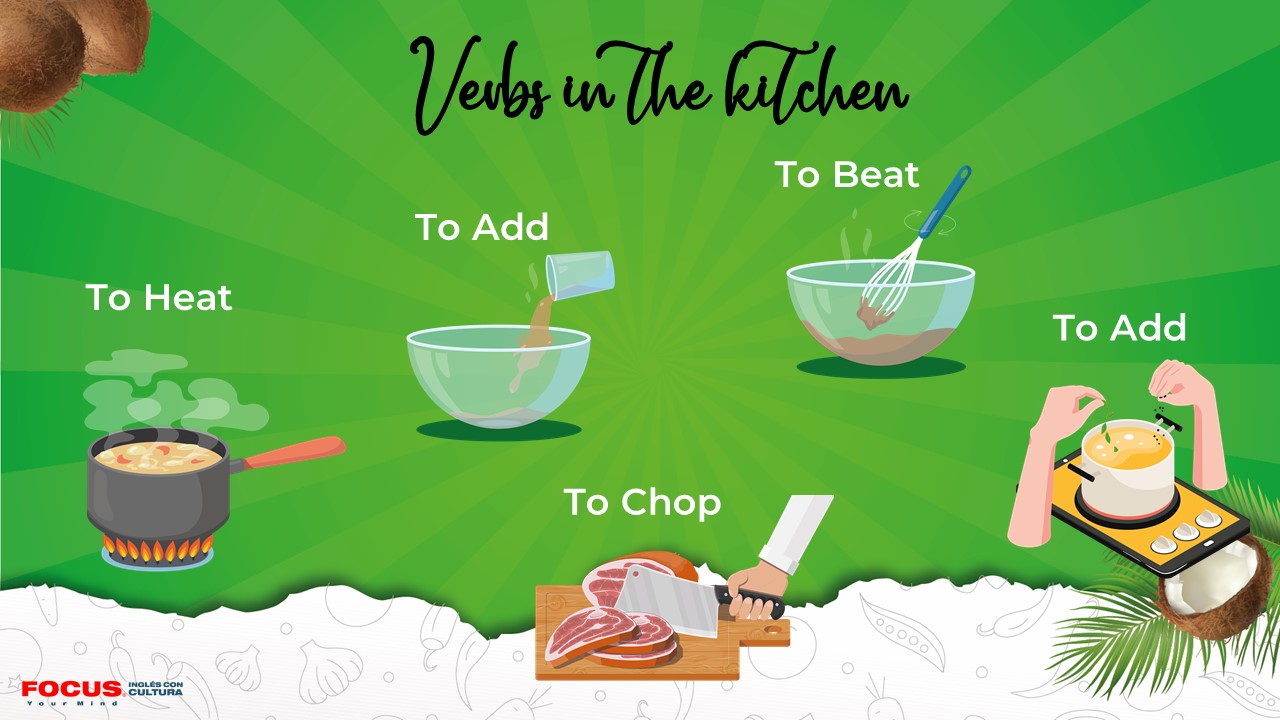 Verbs in the kitchen
To Beat
To Add
To Heat
To Add
To Chop
FOCUS
Your Mind
INGLÉS CON
CULTURA